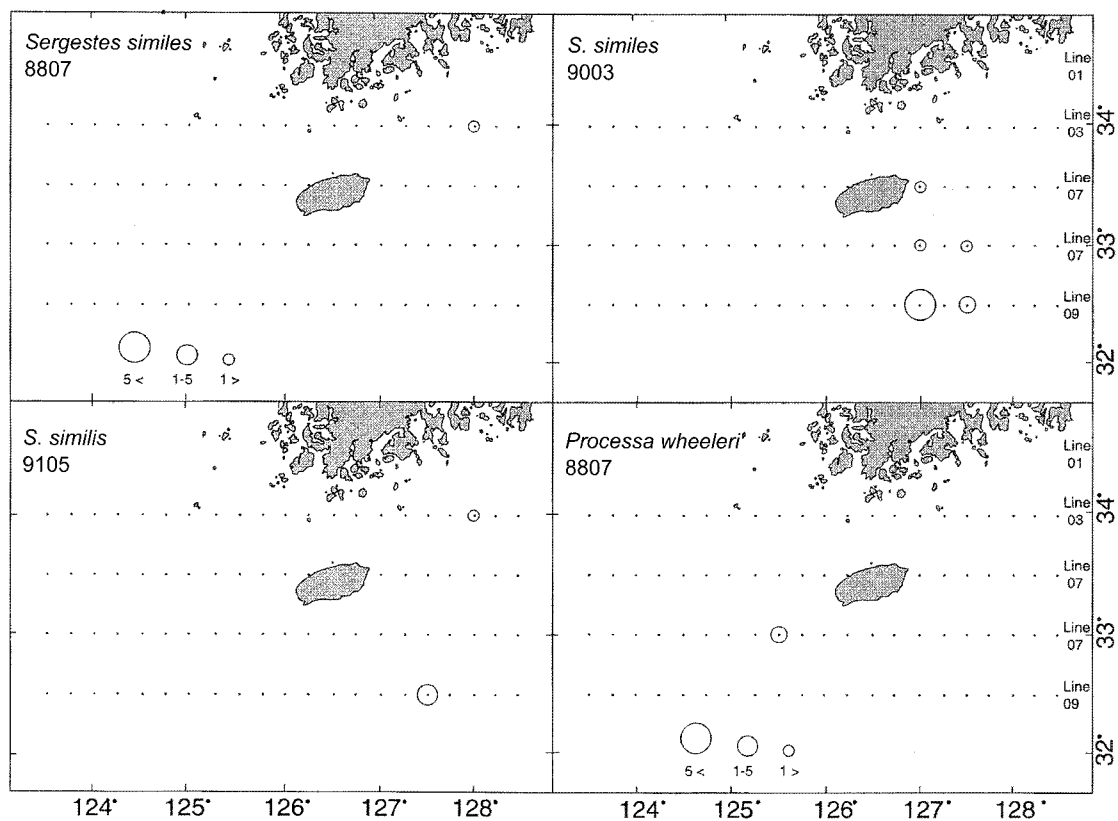 Sergestes similes
8807
5 < 1-5 1 >
S. similes
9003
Line
01
Line
03
Line
07
Line
07
Line
09
34°
33°
32°
S. similis
9105
Processa wheeleri
8807
Line
01
Line
03
Line
07
Line
07
Line
09
34°
33°
32°
5 < 1-5 1 >
124° 125° 126° 127° 128° 124° 125° 126° 127° 128°